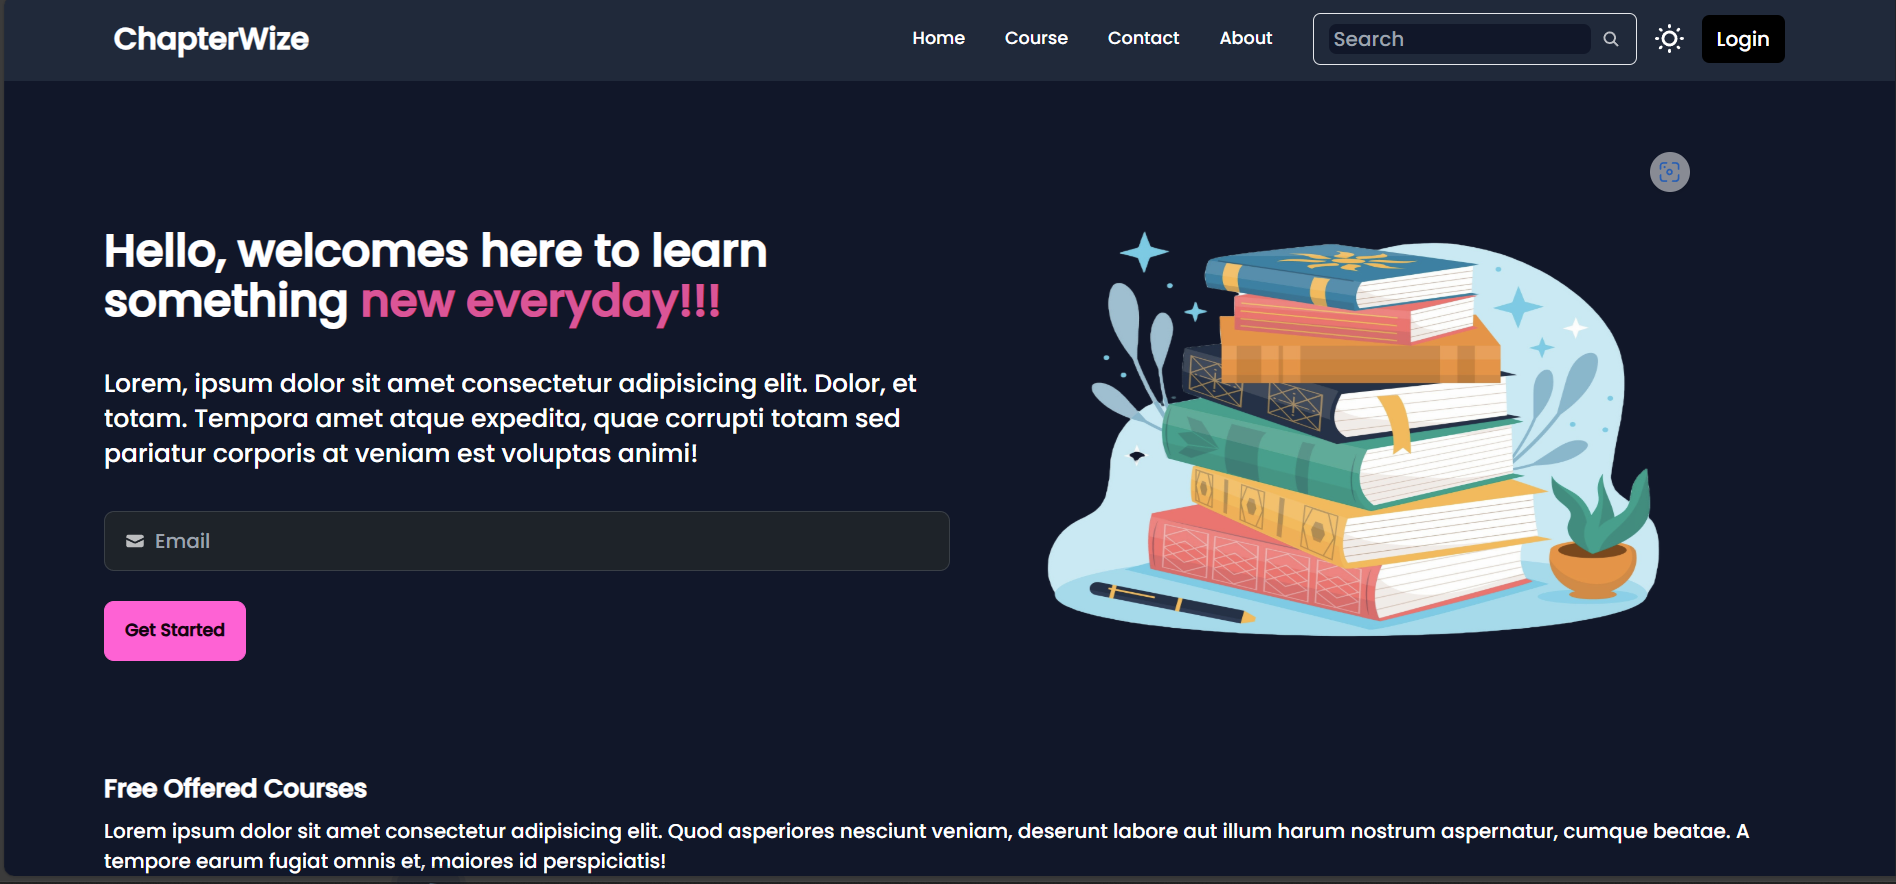 ChapterWize
Home
Course
Contact
About
Search
Login
Hello, welcomes here to learn
something new everyday!!!
Lorem, ipsum dolor sit amet consectetur adipisicing elit. Dolor, et
totam. Tempora amet atque expedita, quae corrupti totam sed
pariatur corporis at veniam est voluptas animi!
Email
Get Started
Free Offered Courses
Lorem ipsum dolor sit amet consectetur adipisicing elit. Quod asperiores nesciunt veniam, deserunt labore aut illum harum nostrum aspernatur, cumque beatae. A
tempore earum fugiat omnis et, maiores id perspiciatis!